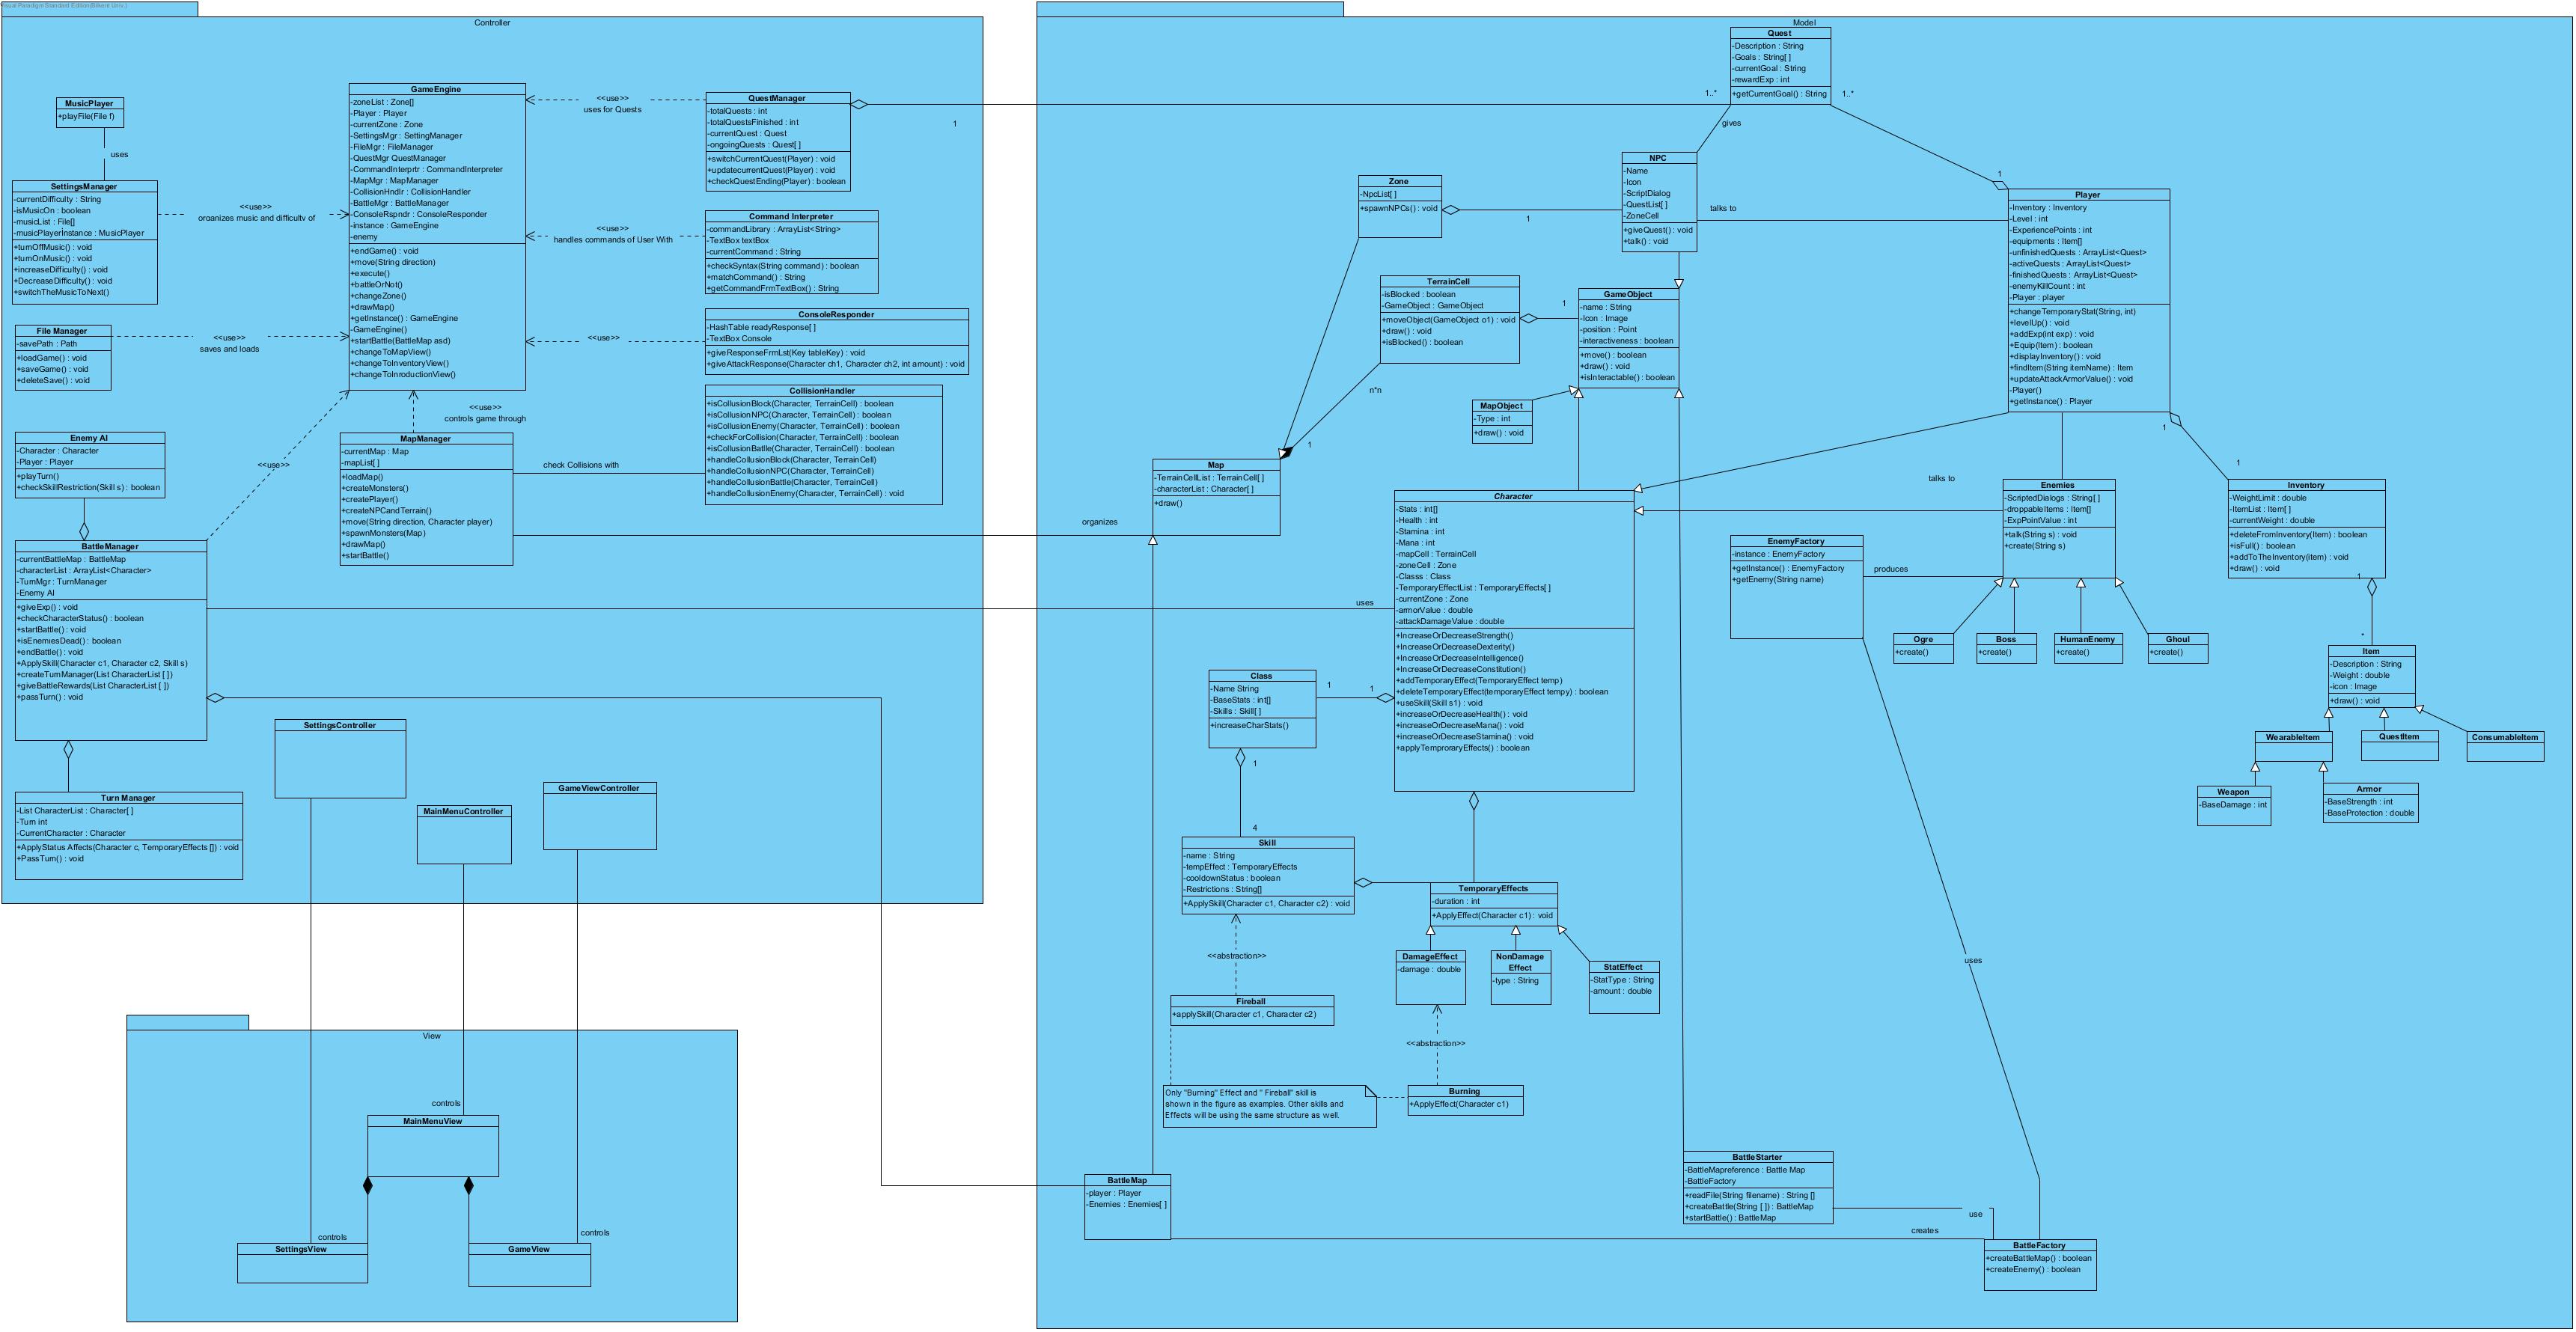 Visual Paradigm Standard Edition(Bilkent Univ.)
Controller
MusicPlayer
+playFile(File f)
uses
SettingsManager
-currentDifficulty : String
-isMusicOn : boolean
-musicList : File[]
-musicPlayerInstance : MusicPlayer
+turnOffMusic() : void
+turnOnMusic() : void
+increaseDifficulty() : void
+DecreaseDifficulty() : void
+switchTheMusicToNext()
<<use>>
organizes music and difficulty of
File Manager
-savePath : Path
+loadGame() : void
+saveGame() : void
+deleteSave() : void
<<use>>
saves and loads
GameEngine
-zoneList : Zone[]
-Player : Player
-currentZone : Zone
-SettingsMgr : SettingManager
-FileMgr : FileManager
-QuestMgr QuestManager
-CommandInterprtr : CommandInterpreter
-MapMgr : MapManager
-CollisionHndlr : CollisionHandler
-BattleMgr : BattleManager
-ConsoleRspndr : ConsoleResponder
-instance : GameEngine
-enemy
+endGame() : void
+move(String direction)
+execute()
+battleOrNot()
+changeZone()
+drawMap()
+getInstance() : GameEngine
-GameEngine()
+startBattle(BattleMap asd)
+changeToMapView()
+changeToInventoryView()
+changeToInroductionView()
<<use>>
uses for Quests
QuestManager
-totalQuests : int
-totalQuestsFinished : int
-currentQuest : Quest
-ongoingQuests : Quest[ ]
+switchCurrentQuest(Player) : void
+updatecurrentQuest(Player) : void
+checkQuestEnding(Player) : boolean
1
<<use>>
handles commands of User With
Command Interpreter
-commandLibrary : ArrayList<String>
-TextBox textBox
-currentCommand : String
+checkSyntax(String command) : boolean
+matchCommand() : String
+getCommandFrmTextBox() : String
<<use>>
ConsoleResponder
-HashTable readyResponse[ ]
-TextBox Console
+giveResponseFrmLst(Key tableKey) : void
+giveAttackResponse(Character ch1, Character ch2, int amount) : void
CollisionHandler
+isCollusionBlock(Character, TerrainCell) : boolean
+isCollusionNPC(Character, TerrainCell) : boolean
+isCollusionEnemy(Character, TerrainCell) : boolean
+checkForCollision(Character, TerrainCell) : boolean
+isCollusionBatlle(Character, TerrainCell) : boolean
+handleCollusionBlock(Character, TerrainCell)
+handleCollusionNPC(Character, TerrainCell)
+handleCollusionBattle(Character, TerrainCell)
+handleCollusionEnemy(Character, TerrainCell) : void
<<use>>
controls game through
MapManager
-currentMap : Map
-mapList[ ]
+loadMap()
+createMonsters()
+createPlayer()
+createNPCandTerrain()
+move(String direction, Character player)
+spawnMonsters(Map)
+drawMap()
+startBattle()
check Collisions with
organizes
Enemy AI
-Character : Character
-Player : Player
+playTurn()
+checkSkillRestriction(Skill s) : boolean
<<use>>
BattleManager
-currentBattleMap : BattleMap
-characterList : ArrayList<Character>
-TurnMgr : TurnManager
-Enemy AI
+giveExp() : void
+checkCharacterStatus() : boolean
+startBattle() : void
+isEnemiesDead() : boolean
+endBattle() : void
+ApplySkill(Character c1, Character c2, Skill s)
+createTurnManager(List CharacterList [ ])
+giveBattleRewards(List CharacterList [ ])
+passTurn() : void
uses
Turn Manager
-List CharacterList : Character[ ]
-Turn int
-CurrentCharacter : Character
+ApplyStatus Affects(Character c, TemporaryEffects []) : void
+PassTurn() : void
SettingsController
MainMenuController
GameViewController
View
controls
MainMenuView
controls
SettingsView
controls
GameView
Model
Quest
-Description : String
-Goals : String[ ]
-currentGoal : String
-rewardExp : int
+getCurrentGoal() : String
1..*
1..*
gives
NPC
-Name
-Icon
-ScriptDialog
-QuestList[ ]
-ZoneCell
+giveQuest() : void
+talk() : void
talks to
Zone
-NpcList[ ]
+spawnNPCs() : void
1
TerrainCell
-isBlocked : boolean
-GameObject : GameObject
+moveObject(GameObject o1) : void
+draw() : void
+isBlocked() : boolean
1
n*n
1
GameObject
-name : String
-Icon : Image
-position : Point
-interactiveness : boolean
+move() : boolean
+draw() : void
+isInteractable() : boolean
MapObject
-Type : int
+draw() : void
Map
-TerrainCellList : TerrainCell[ ]
-characterList : Character[ ]
+draw()
1
Player
-Inventory : Inventory
-Level : int
-ExperiencePoints : int
-equipments : Item[]
-unfinishedQuests : ArrayList<Quest>
-activeQuests : ArrayList<Quest>
-finishedQuests : ArrayList<Quest>
-enemyKillCount : int
-Player : player
+changeTemporaryStat(String, int)
+levelUp() : void
+addExp(int exp) : void
+Equip(Item) : boolean
+displayInventory() : void
+findItem(String itemName) : Item
+updateAttackArmorValue() : void
-Player()
+getInstance() : Player
1
1
talks to
Character
-Stats : int[]
-Health : int
-Stamina : int
-Mana : int
-mapCell : TerrainCell
-zoneCell : Zone
-Classs : Class
-TemporaryEffectList : TemporaryEffects[ ]
-currentZone : Zone
-armorValue : double
-attackDamageValue : double
+IncreaseOrDecreaseStrength()
+IncreaseOrDecreaseDexterity()
+IncreaseOrDecreaseIntelligence()
+IncreaseOrDecreaseConstitution()
+addTemporaryEffect(TemporaryEffect temp)
+deleteTemporaryEffect(temporaryEffect tempy) : boolean
+useSkill(Skill s1) : void
+increaseOrDecreaseHealth() : void
+increaseOrDecreaseMana() : void
+increaseOrDecreaseStamina() : void
+applyTemproraryEffects() : boolean
Enemies
-ScriptedDialogs : String[ ]
-droppableItems : Item[]
-ExpPointValue : int
+talk(String s) : void
+create(String s)
Inventory
-WeightLimit : double
-ItemList : Item[ ]
-currentWeight : double
+deleteFromInventory(Item) : boolean
+isFull() : boolean
+addToTheInventory(item) : void
+draw() : void
1
*
EnemyFactory
-instance : EnemyFactory
+getInstance() : EnemyFactory
+getEnemy(String name)
produces
Ogre
+create()
Boss
+create()
HumanEnemy
+create()
Ghoul
+create()
Item
-Description : String
-Weight : double
-icon : Image
+draw() : void
WearableItem
QuestItem
ConsumableItem
Weapon
-BaseDamage : int
Armor
-BaseStrength : int
-BaseProtection : double
Class
-Name String
-BaseStats : int[]
-Skills : Skill[ ]
+increaseCharStats()
1
1
1
4
Skill
-name : String
-tempEffect : TemporaryEffects
-cooldownStatus : boolean
-Restrictions : String[]
+ApplySkill(Character c1, Character c2) : void
TemporaryEffects
-duration : int
+ApplyEffect(Character c1) : void
<<abstraction>>
DamageEffect
-damage : double
NonDamage
Effect
-type : String
StatEffect
-StatType : String
-amount : double
Fireball
+applySkill(Character c1, Character c2)
<<abstraction>>
Only "Burning" Effect and " Fireball" skill is
shown in the figure as examples. Other skills and
Effects will be using the same structure as well.
Burning
+ApplyEffect(Character c1)
uses
BattleMap
-player : Player
-Enemies : Enemies[ ]
BattleStarter
-BattleMapreference : Battle Map
-BattleFactory
+readFile(String filename) : String []
+createBattle(String [ ]) : BattleMap
+startBattle() : BattleMap
use
creates
BattleFactory
+createBattleMap() : boolean
+createEnemy() : boolean